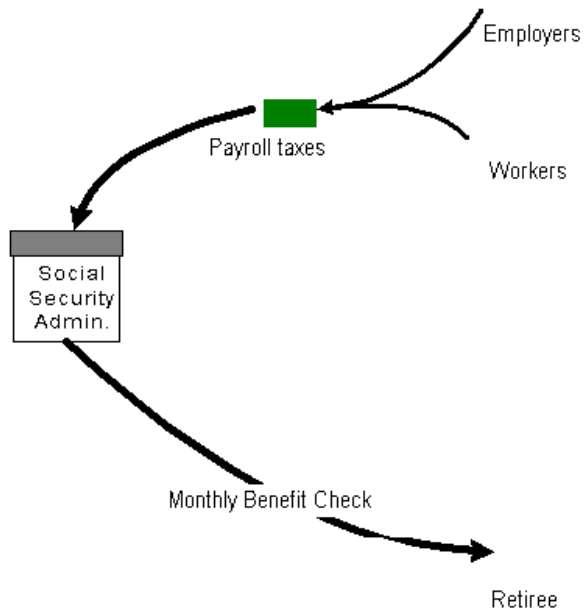 Employers
Payroll taxes
Workers
Social
Security
Admin.
Monthly Benefit Check
Retiree